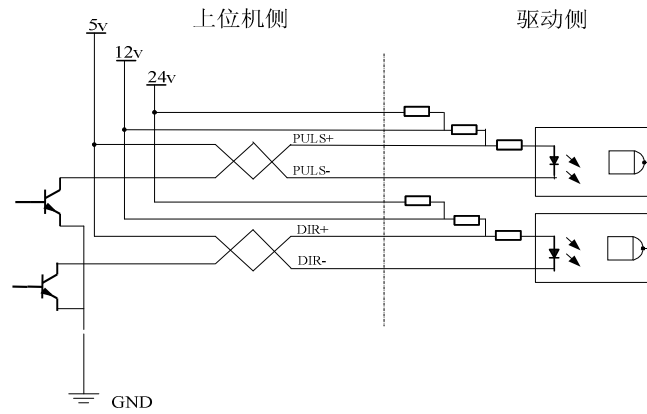 上位机侧
驱动侧
5v
12v
24v
PULS+
PULS-
DIR+
DIR-
GND